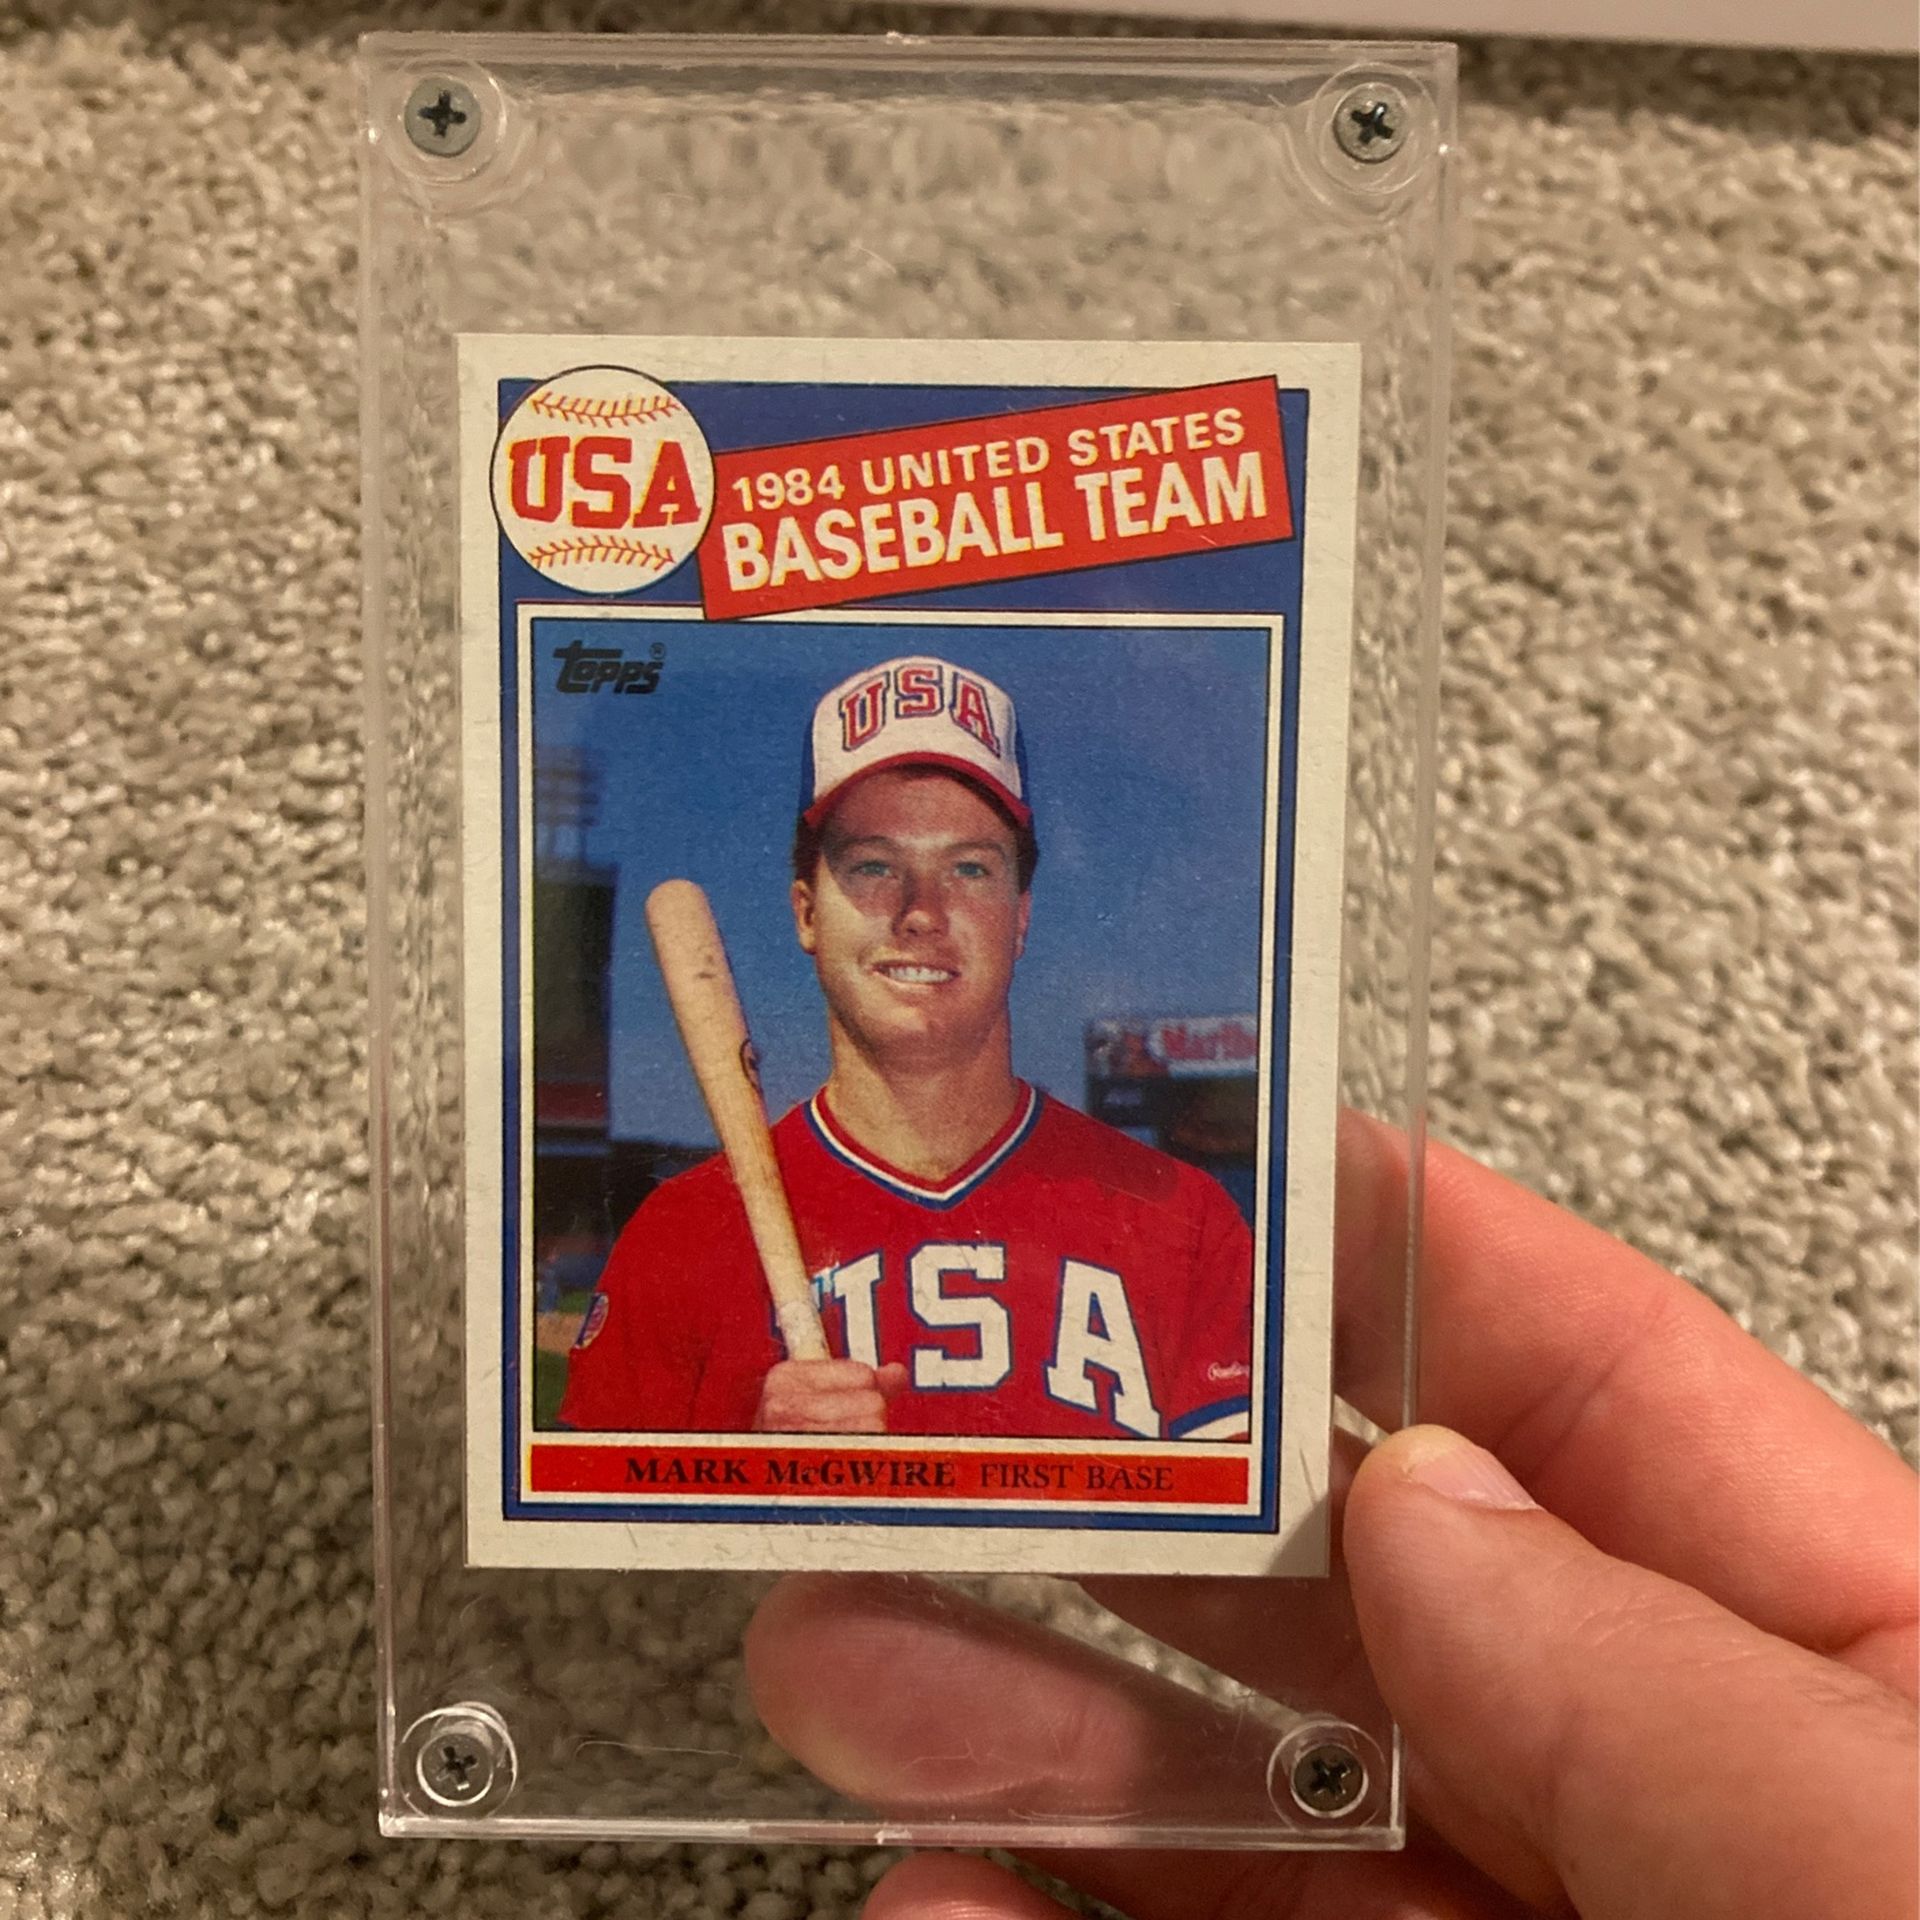 USA
1984 UNITED STATES
BASEBALL TEAM
topps®
USA
USA
MARK McGWIRE FIRST BASE